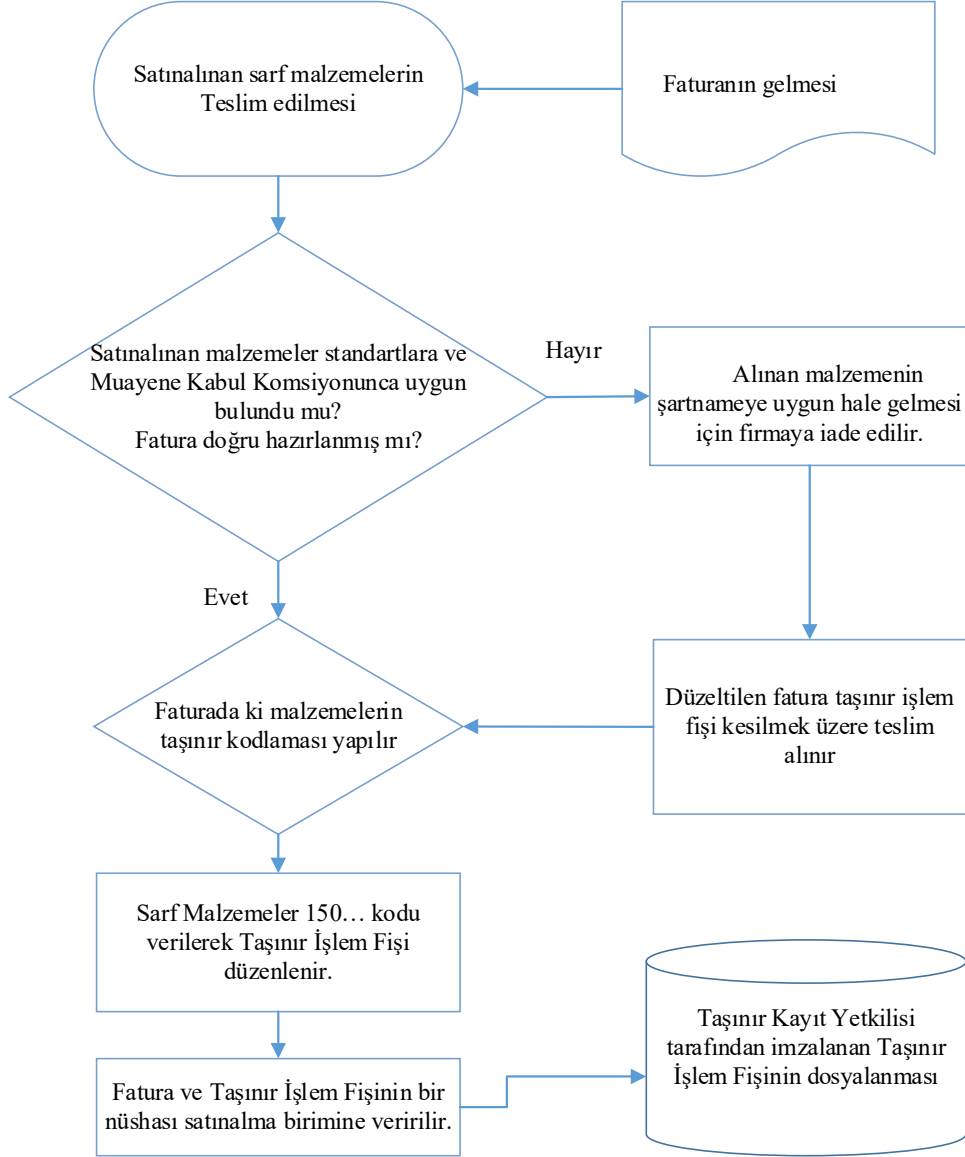 Satınalınan sarf malzemelerin
Teslim edilmesi
Faturanın gelmesi
Satınalınan malzemeler standartlara ve
Muayene Kabul Komsiyonunca uygun
bulundu mu?
Fatura doğru hazırlanmış mı?
Hayır
Alınan malzemenin
şartnameye uygun hale gelmesi
için firmaya iade edilir.
Evet
Faturada ki malzemelerin
taşınır kodlaması yapılır
Düzeltilen fatura taşınır işlem
fişi kesilmek üzere teslim
alınır
Sarf Malzemeler 150… kodu
verilerek Taşınır İşlem Fişi
düzenlenir.
Taşınır Kayıt Yetkilisi
tarafından imzalanan Taşınır
İşlem Fişinin dosyalanması
Fatura ve Taşınır İşlem Fişinin bir
nüshası satınalma birimine veririlir.